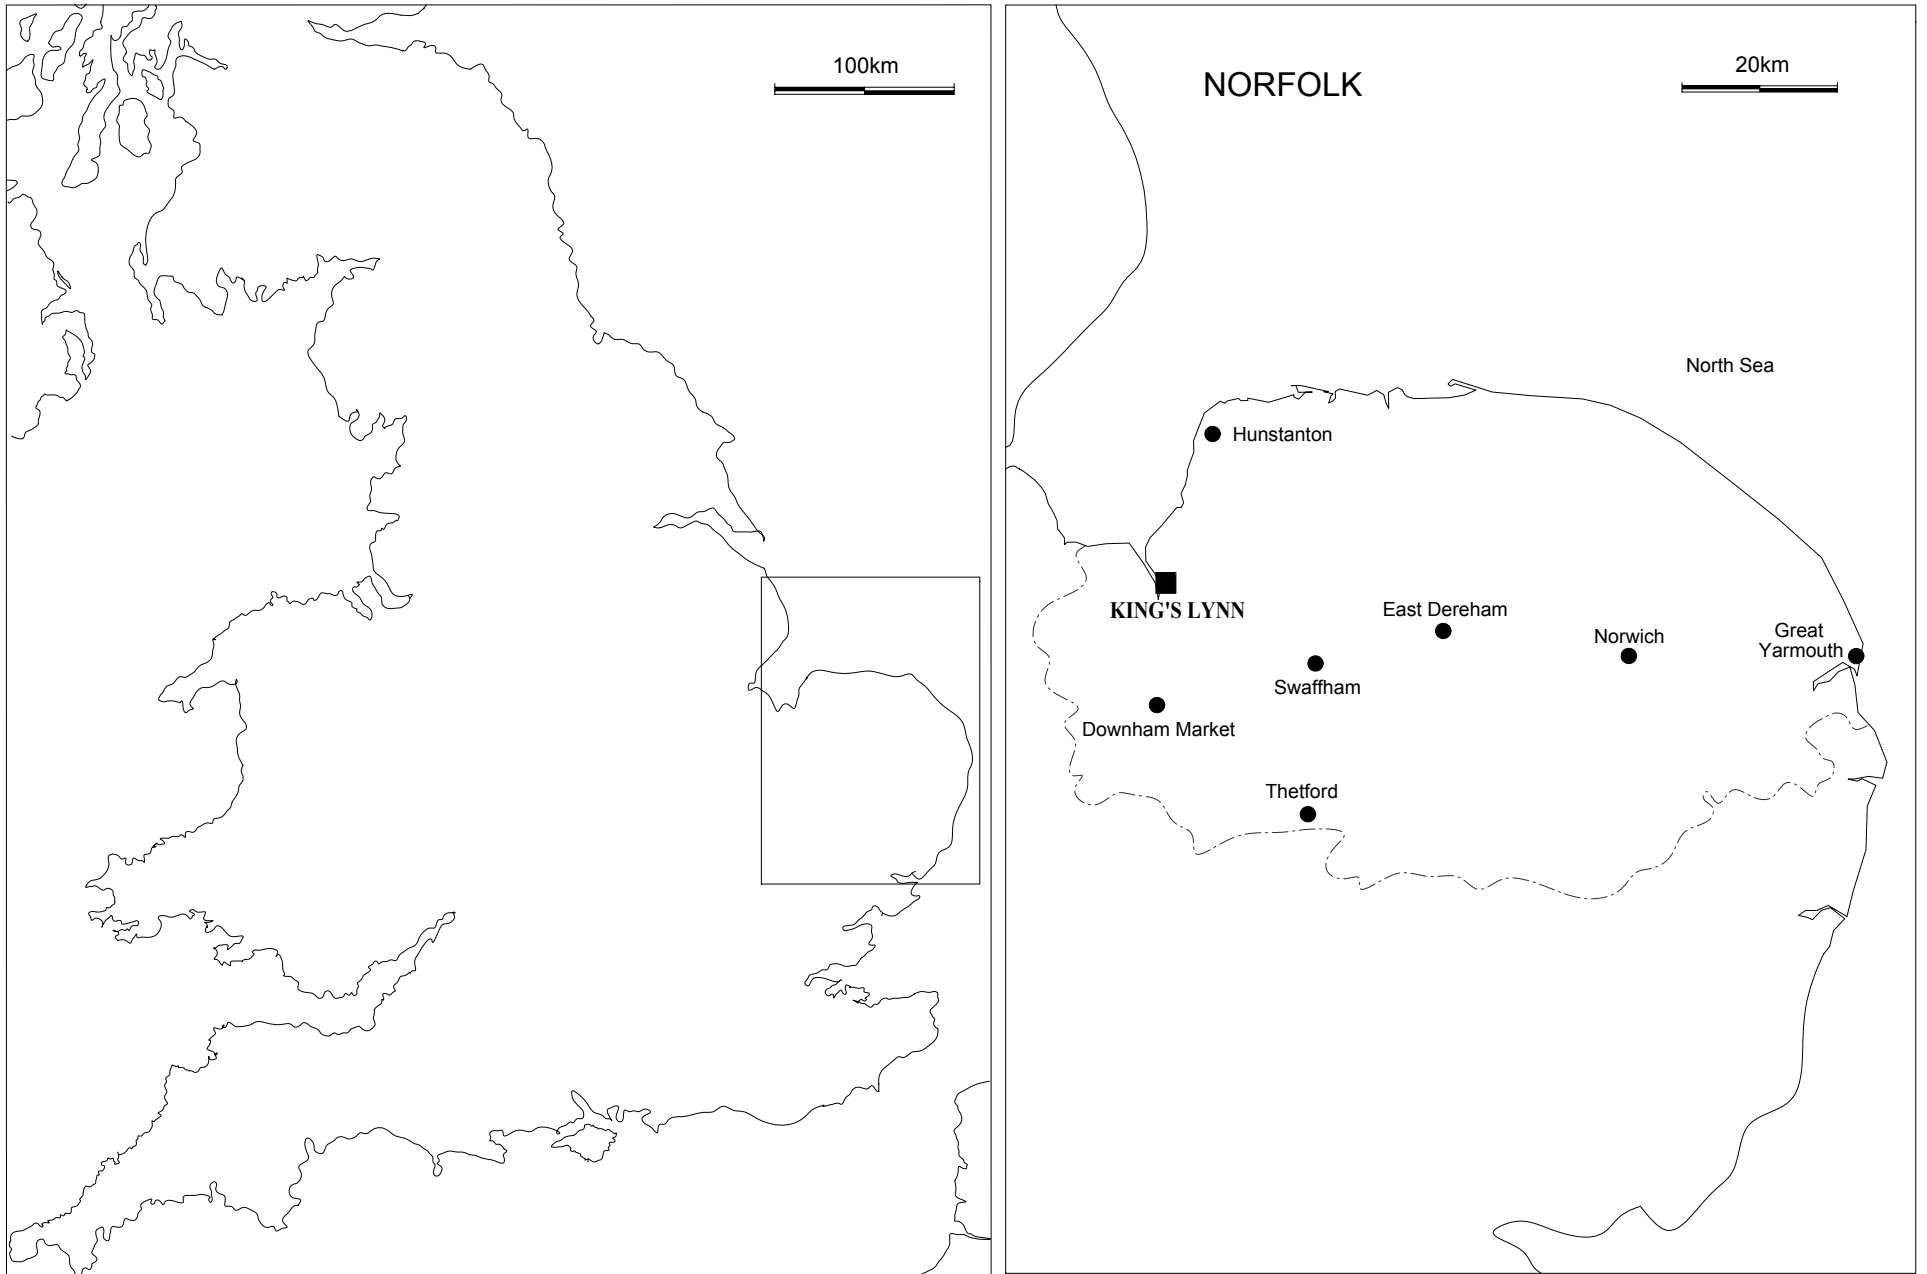 100km
NORFOLK
20km
North Sea
Hunstanton
KING'S LYNN
East Dereham
Norwich
Great
Yarmouth
Swaffham
Downham Market
Thetford